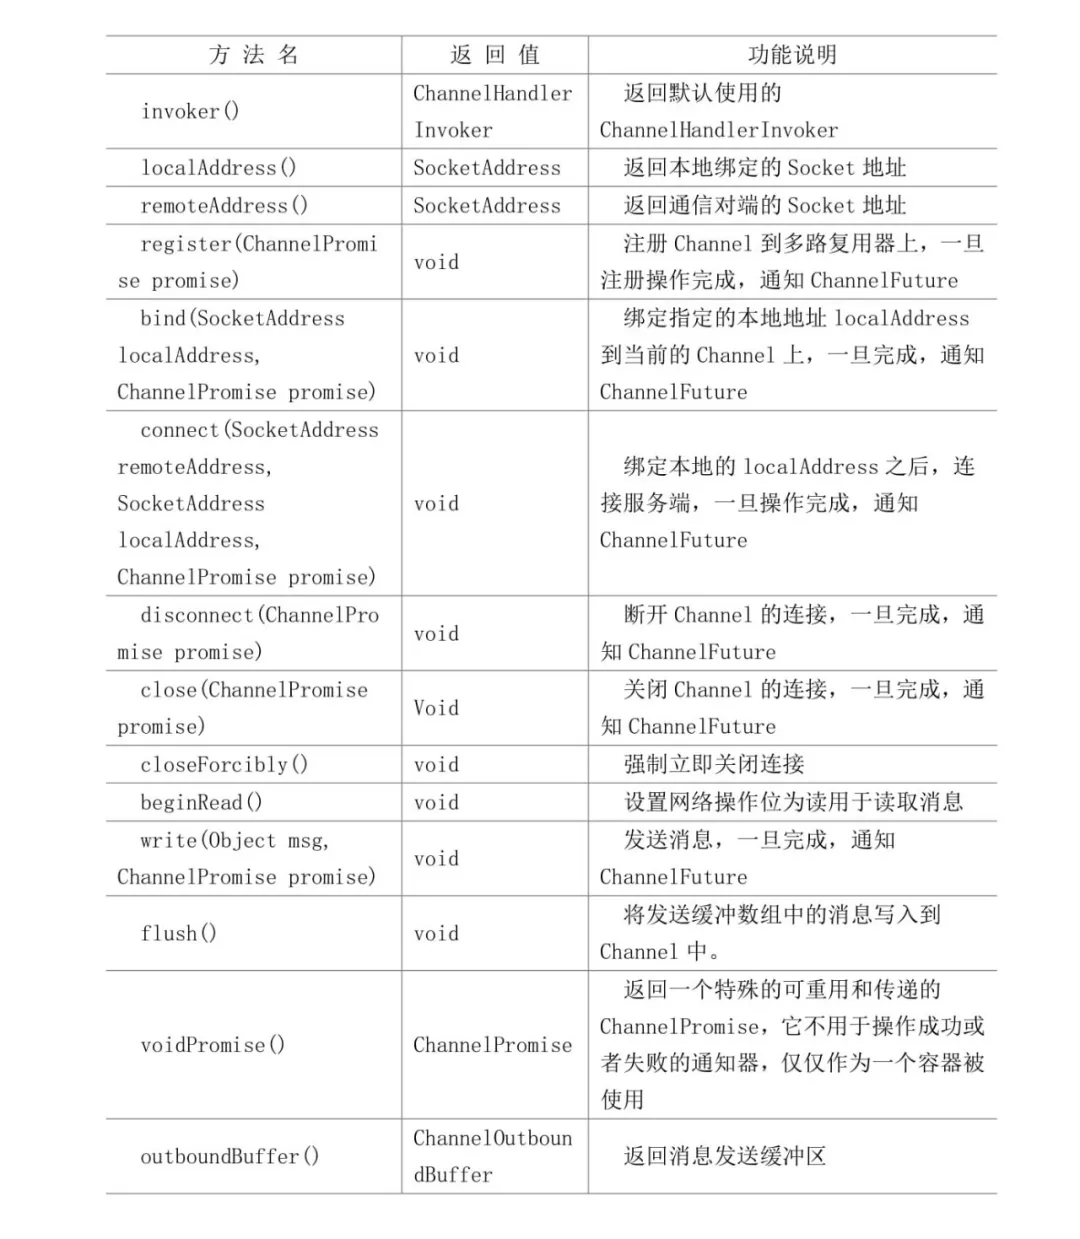 方 法 名 返 回 值 功能说明
invoker() ChannelHandler 返回默认使用的
Invoker ChannelHandlerInvoker
localAddress() SocketAddress 返回本地绑定的 Socket 地址
remoteAddress() SocketAddress 返回通信对端的 Socket 地址
register(ChannelPromi void 注册 Channel 到多路复用器上，一旦
se promise) 注册操作完成，通知 ChannelFuture
bind(SocketAddress 绑定指定的本地地址 localAddress
localAddress, void 到当前的 Channel 上，一旦完成，通知
ChannelPromise promise) ChannelFuture
connect(SocketAddress
remoteAddress, 绑定本地的 localAddress 之后，连
SocketAddress void 接服务端，一旦操作完成，通知
localAddress, ChannelFuture
ChannelPromise promise)
disconnect(ChannelPro void 断开 Channel 的连接，一旦完成，通
mise promise) 知 ChannelFuture
close(ChannelPromise Void 关闭 Channel 的连接，一旦完成，通
promise) 知 ChannelFuture
closeForcibly() void 强制立即关闭连接
beginRead() void 设置网络操作位为读用于读取消息
write(Object msg, void 发送消息，一旦完成，通知
ChannelPromise promise) ChannelFuture
flush() void 将发送缓冲数组中的消息写入到
Channel 中。
voidPromise() ChannelPromise 返回一个特殊的可重用和传递的
ChannelPromise，它不用于操作成功或
者失败的通知器，仅仅作为一个容器被
使用
outboundBuffer() ChannelOutboun 返回消息发送缓冲区
dBuffer